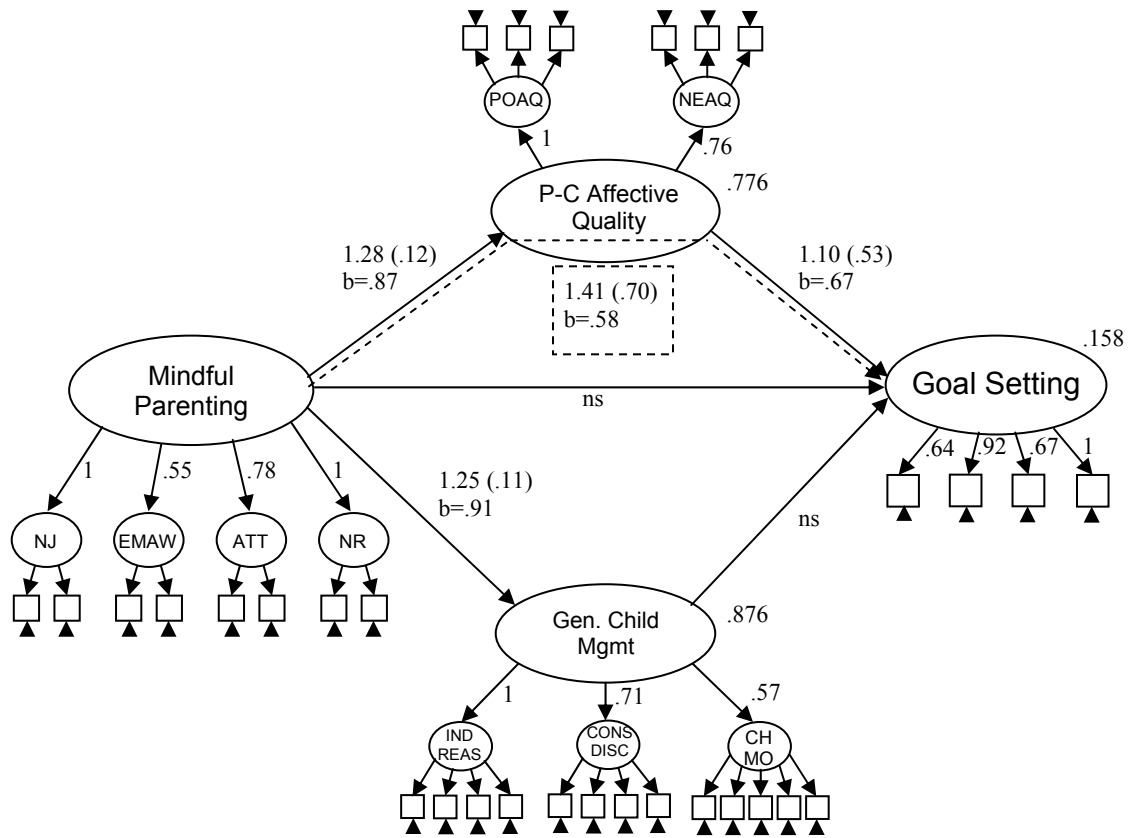 POAQ
NEAQ
1
.76
P-C Affective
Quality
.776
1.28 (.12)
b=.87
1.10 (.53)
b=.67
1.41 (.70)
b=.58
Mindful
Parenting
.158
Goal Setting
ns
1
.55
.78
1
.64
.92
.67
1
1.25 (.11)
b=.91
ns
NJ
EMAW
ATT
NR
Gen. Child
Mgmt
.876
1
.71
.57
IND
REAS
CONS
DISC
CH
MO